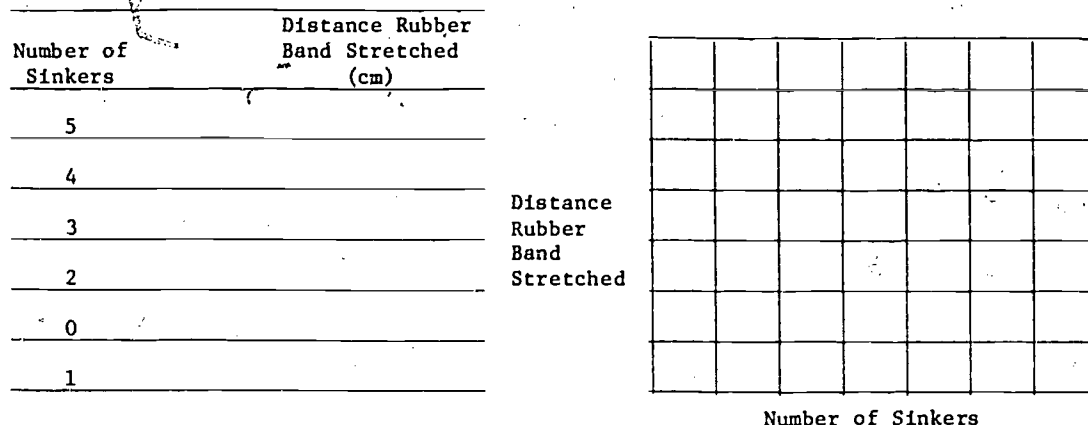 Number of
Sinkers
Distance Rubber
Band Stretched
(cm)
5
4
3
2
0
1
Distance
Rubber
Band
Stretched
Number of Sinkers